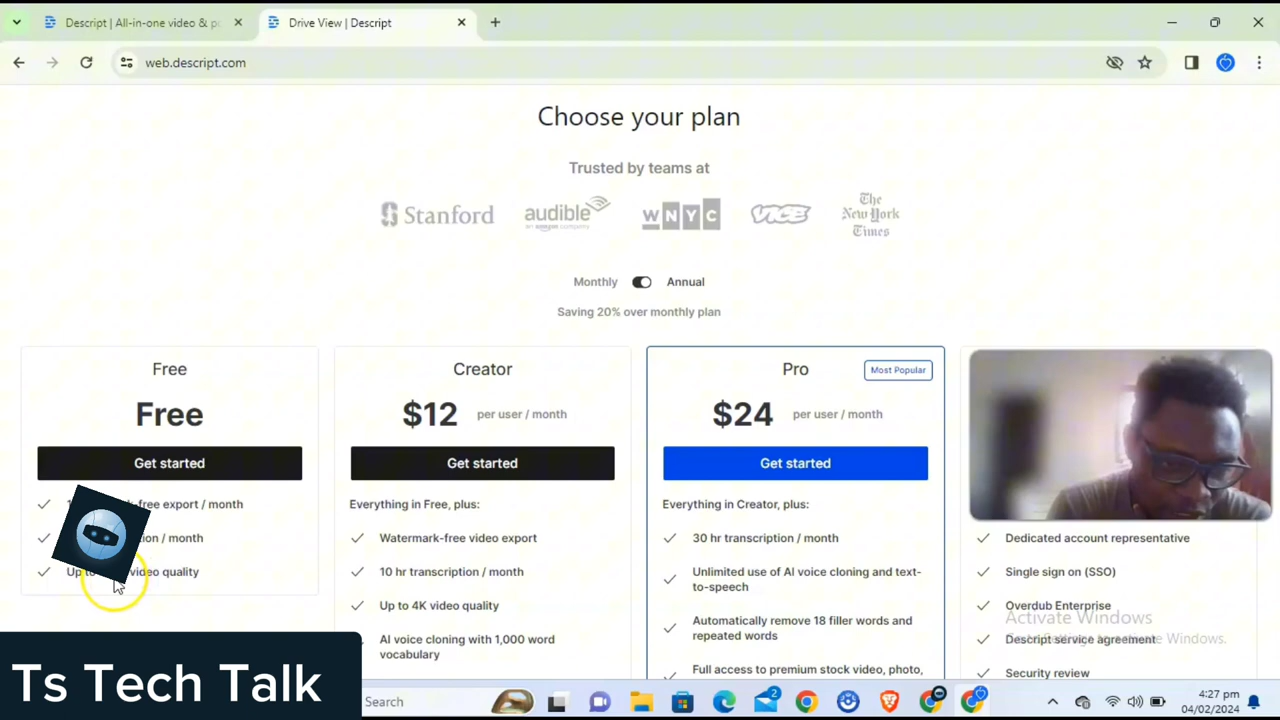 Descript | All-in-one video & po
Drive View | Descript
web.descript.com
Choose your plan
Trusted by teams at
Stanford
audible
an amazon company
WNYC
VICE
The
New York
Times
Monthly
Annual
Saving 20% over monthly plan
Free
Free
Get started
free export / month
/ month
video quality
Creator
$12 per user / month
Get started
Everything in Free, plus:
Watermark-free video export
10 hr transcription / month
Up to 4K video quality
AI voice cloning with 1,000 word
vocabulary
Pro
Most Popular
$24 per user / month
Get started
Everything in Creator, plus:
30 hr transcription / month
Unlimited use of AI voice cloning and text-
to-speech
Automatically remove 18 filler words and
repeated words
Full access to premium stock video, photo,
Dedicated account representative
Single sign on (SSO)
Overdub Enterprise
Activate Windows
Descript service agreement
Windows.
Security review
Ts Tech Talk
Search
2
4:27 pm
04/02/2024